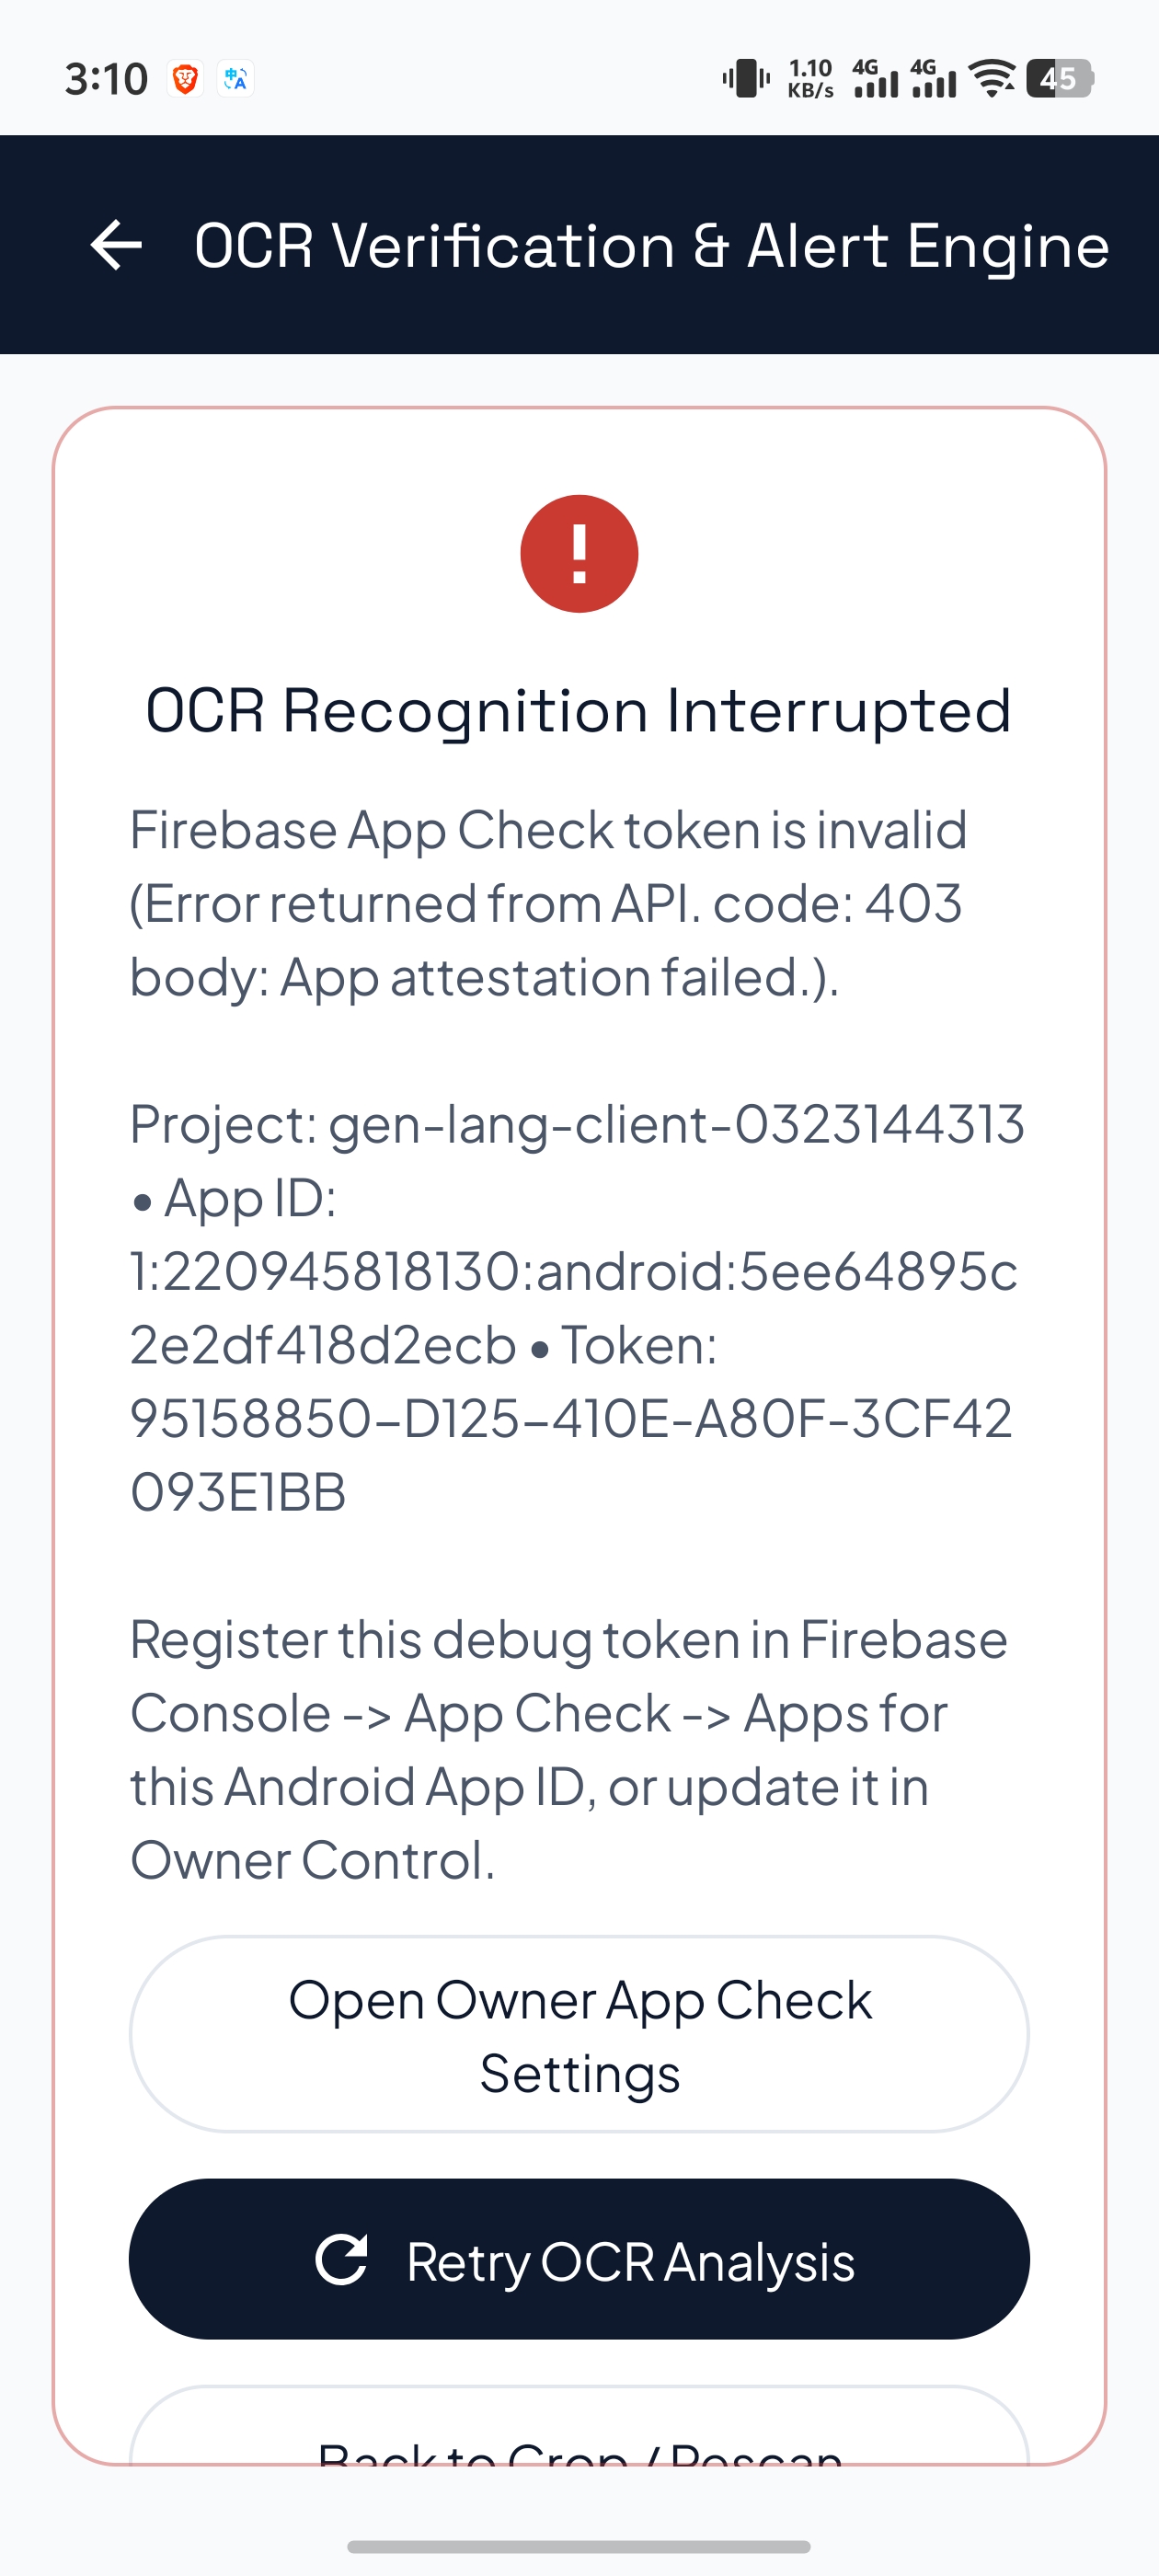 3:10
1.10
KB/s
4G
4G
45
OCR Verification & Alert Engine
OCR Recognition Interrupted
Firebase App Check token is invalid
(Error returned from API. code: 403
body: App attestation failed.).
Project: gen-lang-client-0323144313
• App ID:
1:220945818130:android:5ee64895c
2e2df418d2ecb • Token:
95158850–D125–410E-A80F-3CF42
093E1BB
Register this debug token in Firebase
Console -> App Check -> Apps for
this Android App ID, or update it in
Owner Control.
Open Owner App Check
Settings
Retry OCR Analysis
Back to Crop / Rescan